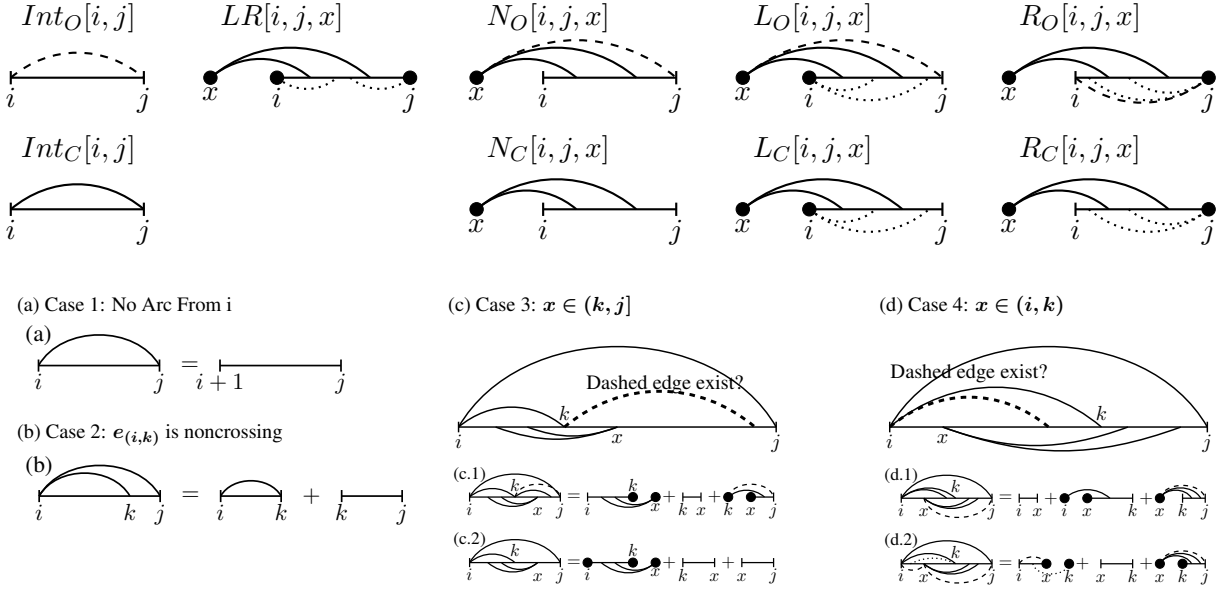 Int_O[i, j] LR[i, j, x] N_O[i, j, x] L_O[i, j, x] R_O[i, j, x]
i j x i j x i j x i j x i j
Int_C[i, j] N_C[i, j, x] L_C[i, j, x] R_C[i, j, x]
i j x i j x i j x i j
(a) Case 1: No Arc From i
(a)
i j = i + 1 j
(b) Case 2: e_(i,k) is noncrossing
(b)
i k j = i k + k j
(c) Case 3: x ∈ (k, j]
Dashed edge exist?
i k x j
(c.1)
i k x j = i k x + k x + k x j
(c.2)
i k x j = i k x + k x + x j
(d) Case 4: x ∈ (i, k)
Dashed edge exist?
i x k j
(d.1)
i x k j = i x + i x k + x k j
(d.2)
i x k j = i x k + x k + x k j